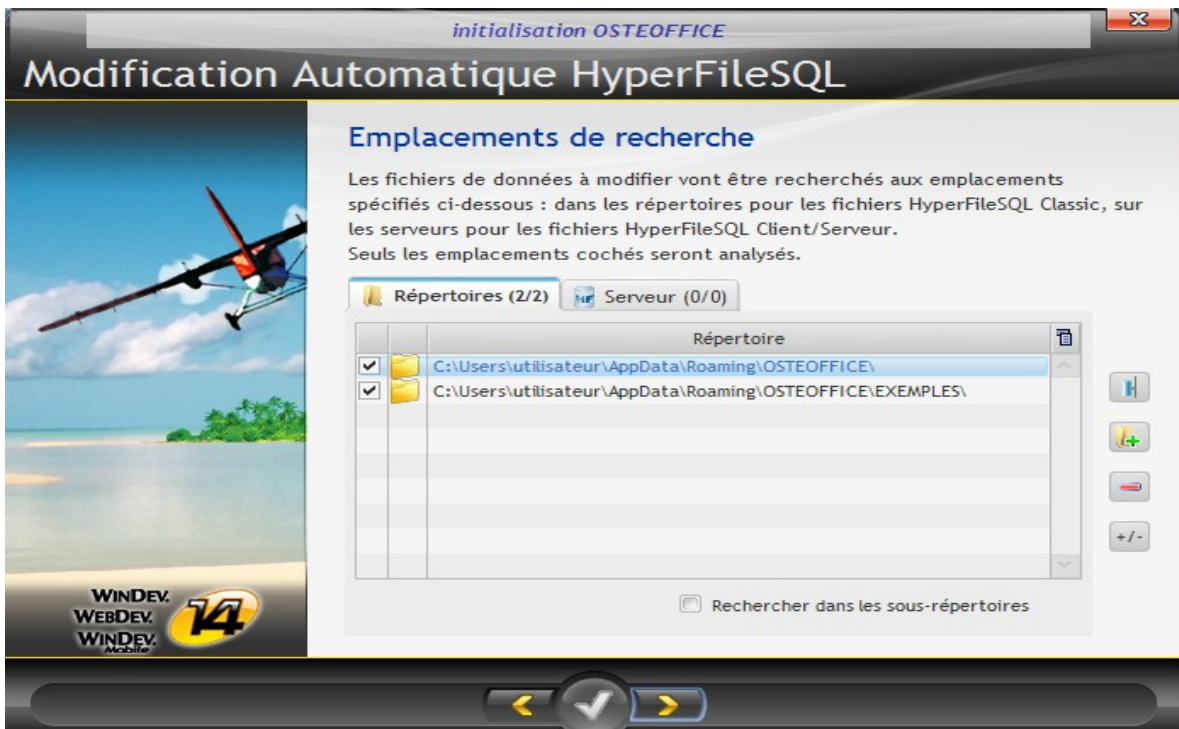 initialisation OSTEOFFICE
Modification Automatique HyperFileSQL
Emplacements de recherche
Les fichiers de données à modifier vont être recherchés aux emplacements
spécifiés ci-dessous : dans les répertoires pour les fichiers HyperFileSQL Classic, sur
les serveurs pour les fichiers HyperFileSQL Client/Serveur.
Seuls les emplacements cochés seront analysés.
Répertoires (2/2)
HF Serveur (0/0)
Répertoire
C:\Users\utilisateur\AppData\Roaming\OSTEOFFICE\
C:\Users\utilisateur\AppData\Roaming\OSTEOFFICE\EXEMPLES\
+/-
Rechercher dans les sous-répertoires
WINDEV.
WEBDEV.
WINDEV.
Mobile
14